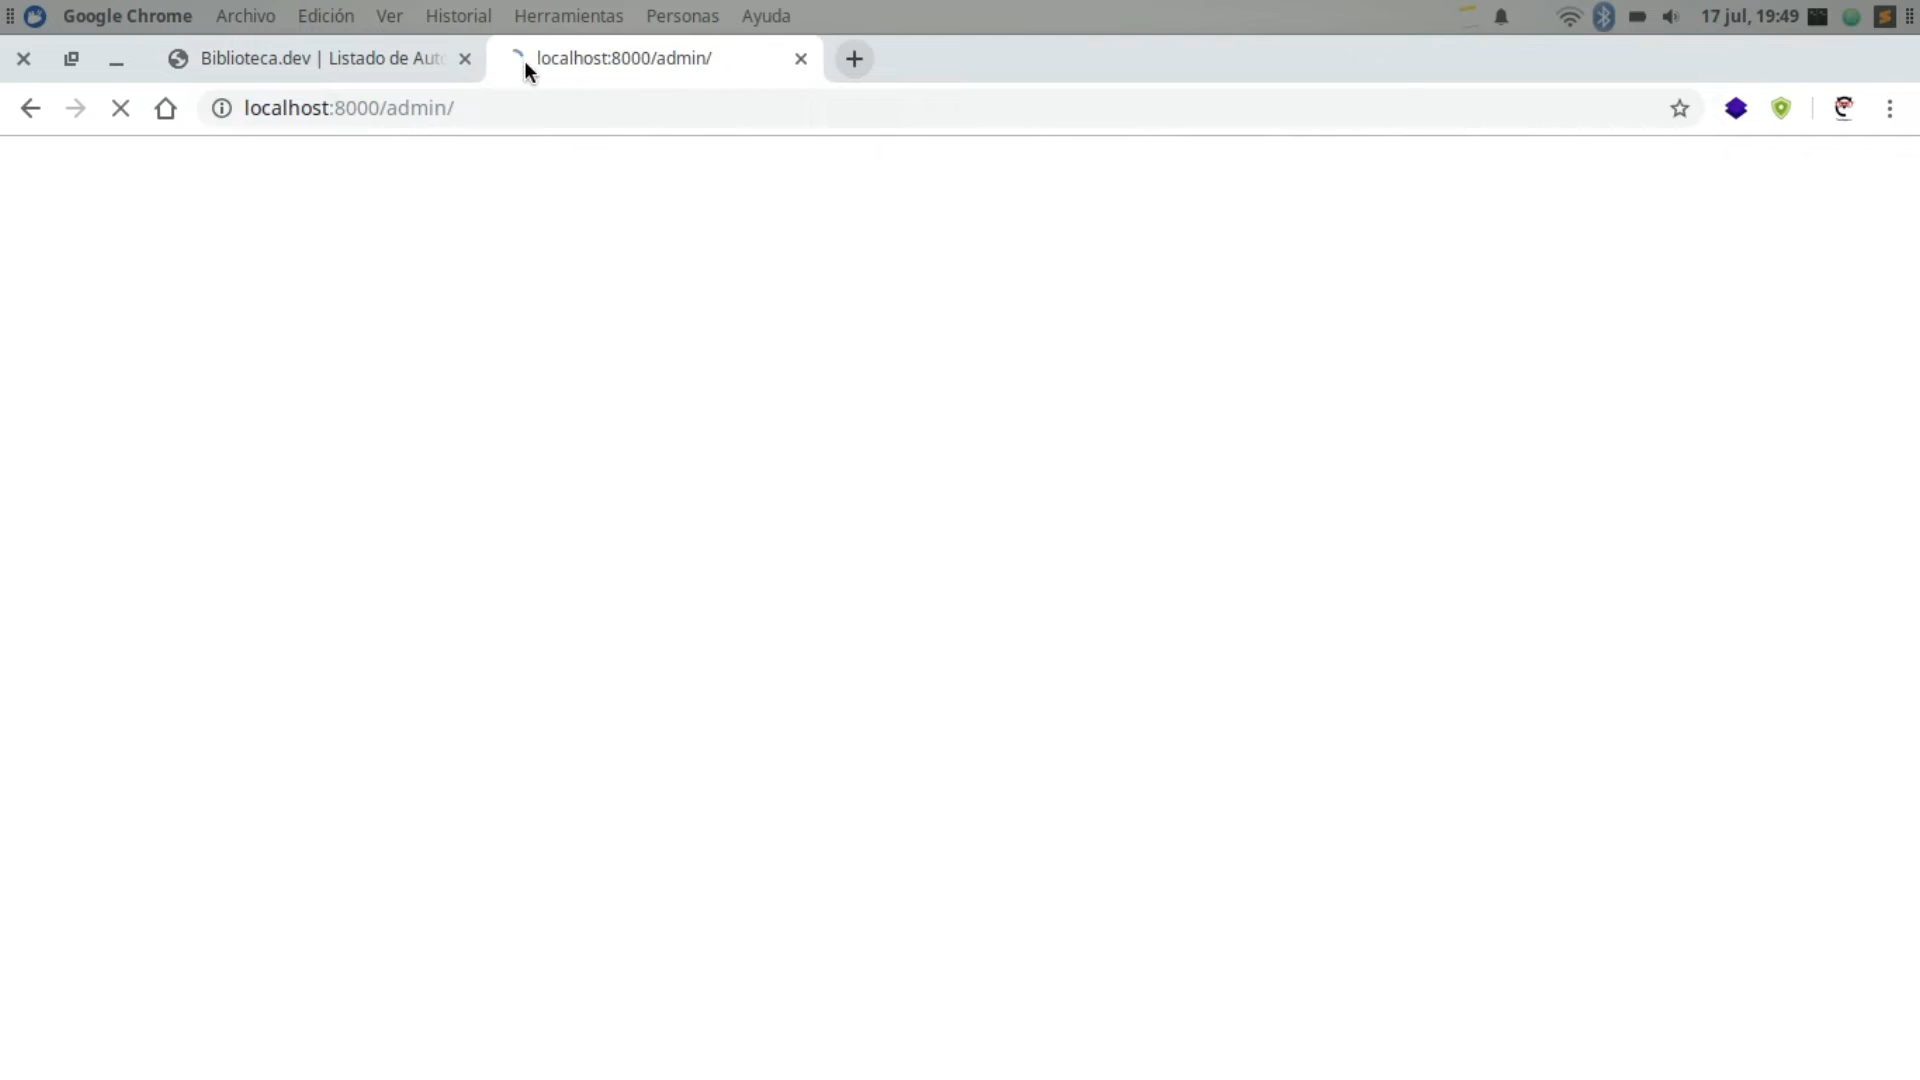 Google Chrome Archivo Edición Ver Historial Herramientas Personas Ayuda 17 jul, 19:49
Biblioteca.dev | Listado de Auto localhost:8000/admin/
localhost:8000/admin/